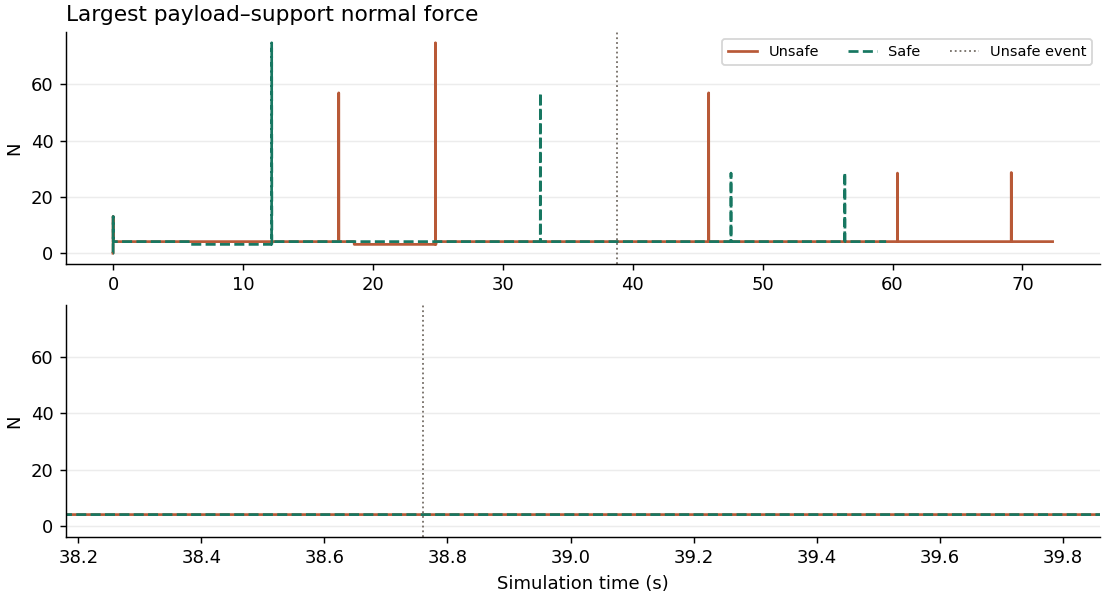 Largest payload–support normal force
Unsafe Safe Unsafe event
N
60
40
20
0
0 10 20 30 40 50 60 70
N
60
40
20
0
38.2 38.4 38.6 38.8 39.0 39.2 39.4 39.6 39.8
Simulation time (s)